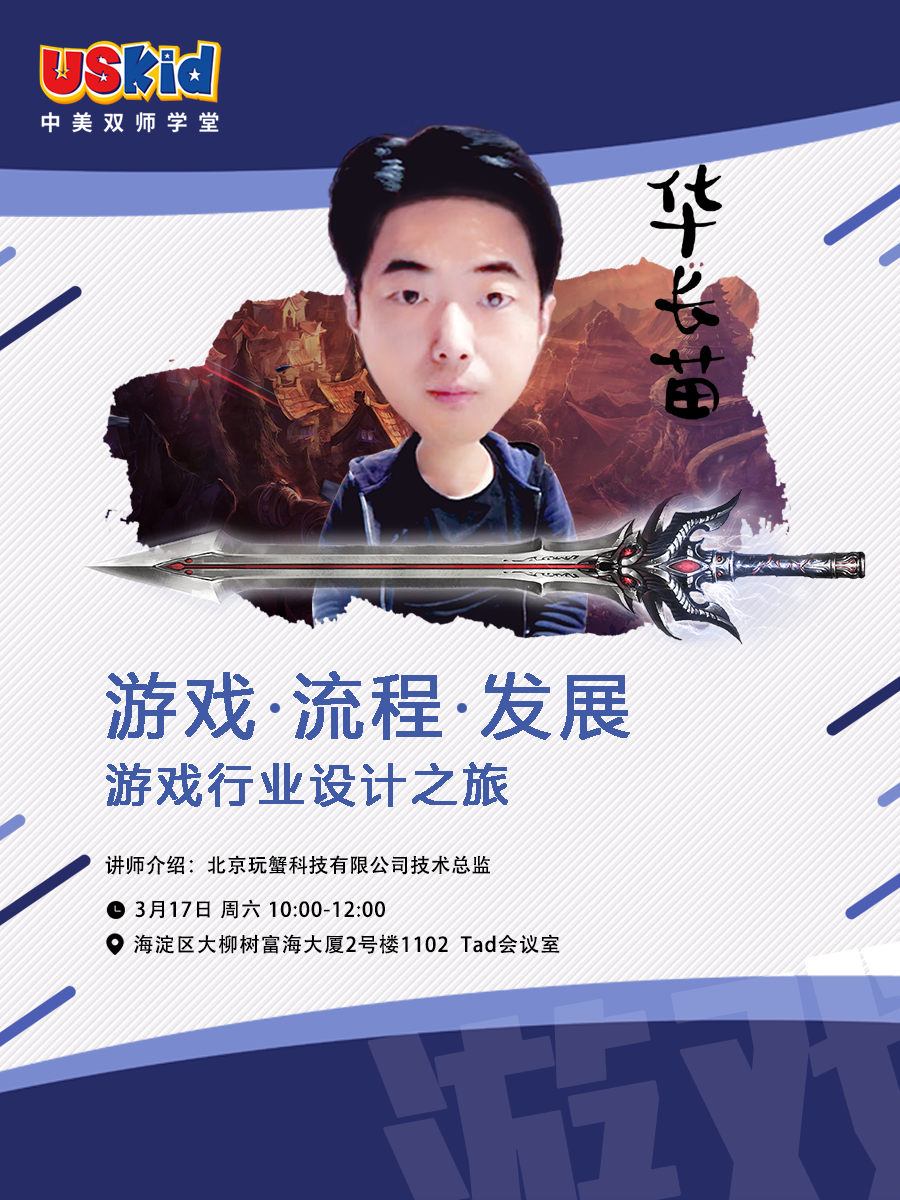 USKid
中美双师学堂
华长苗
游戏·流程·发展
游戏行业设计之旅
讲师介绍：北京玩蟹科技有限公司技术总监
3月17日 周六 10:00-12:00
海淀区大柳树富海大厦2号楼1102 Tad会议室
游戏